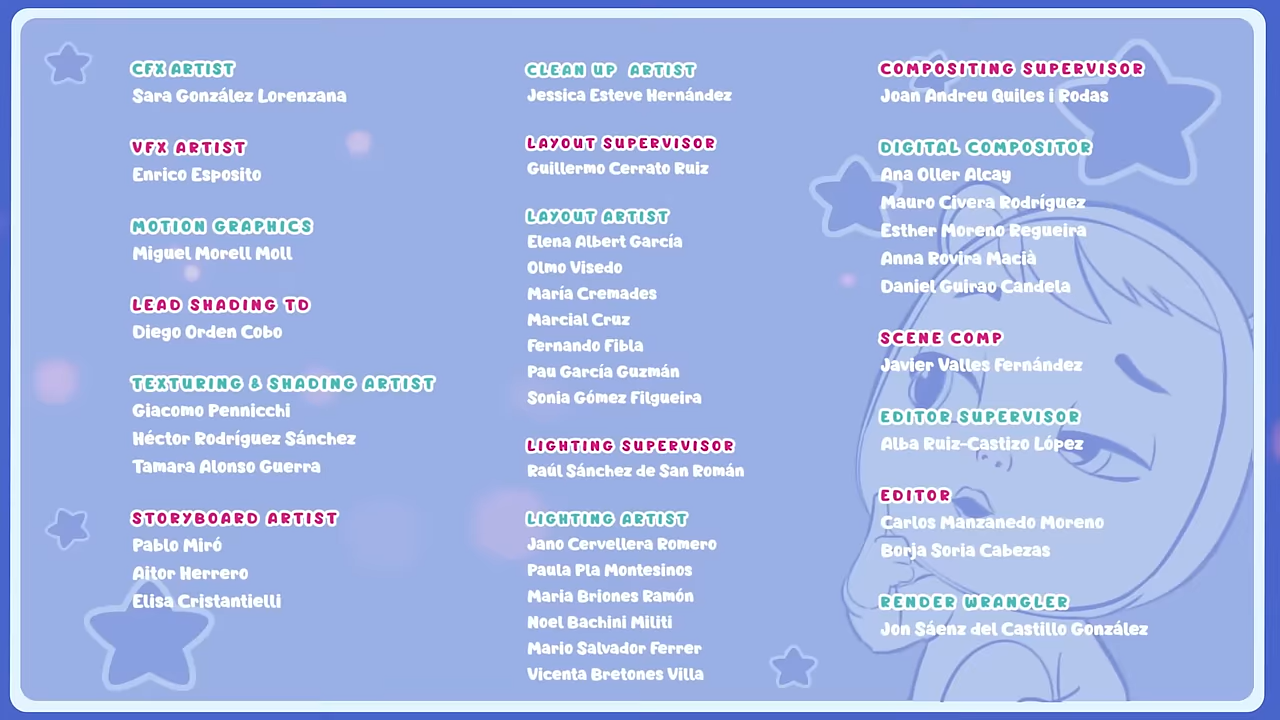 CFX ARTIST
Sara González Lorenzana
VFX ARTIST
Enrico Esposito
MOTION GRAPHICS
Miguel Morell Moll
LEAD SHADING TD
Diego Orden Cobo
TEXTURING & SHADING ARTIST
Giacomo Pennicchi
Héctor Rodríguez Sánchez
Tamara Alonso Guerra
STORYBOARD ARTIST
Pablo Miró
Aitor Herrero
Elisa Cristantielli
CLEAN UP ARTIST
Jessica Esteve Hernández
LAYOUT SUPERVISOR
Guillermo Cerrato Ruiz
LAYOUT ARTIST
Elena Albert García
Olmo Visedo
María Cremades
Marcial Cruz
Fernando Fibla
Pau García Guzmán
Sonia Gómez Filgueira
LIGHTING SUPERVISOR
Raúl Sánchez de San Román
LIGHTING ARTIST
Jano Cervellera Romero
Paula Pla Montesinos
Maria Briones Ramón
Noel Bachini Militi
Mario Salvador Ferrer
Vicenta Bretones Villa
COMPOSITING SUPERVISOR
Joan Andreu Quiles i Rodas
DIGITAL COMPOSITOR
Ana Oller Alcay
Mauro Civera Rodríguez
Esther Moreno Regueira
Anna Rovira Macià
Daniel Guirao Candela
SCENE COMP
Javier Valles Fernández
EDITOR SUPERVISOR
Alba Ruiz-Castizo López
EDITOR
Carlos Manzanedo Moreno
Borja Soria Cabezas
RENDER WRANGLER
Jon Sáenz del Castillo González